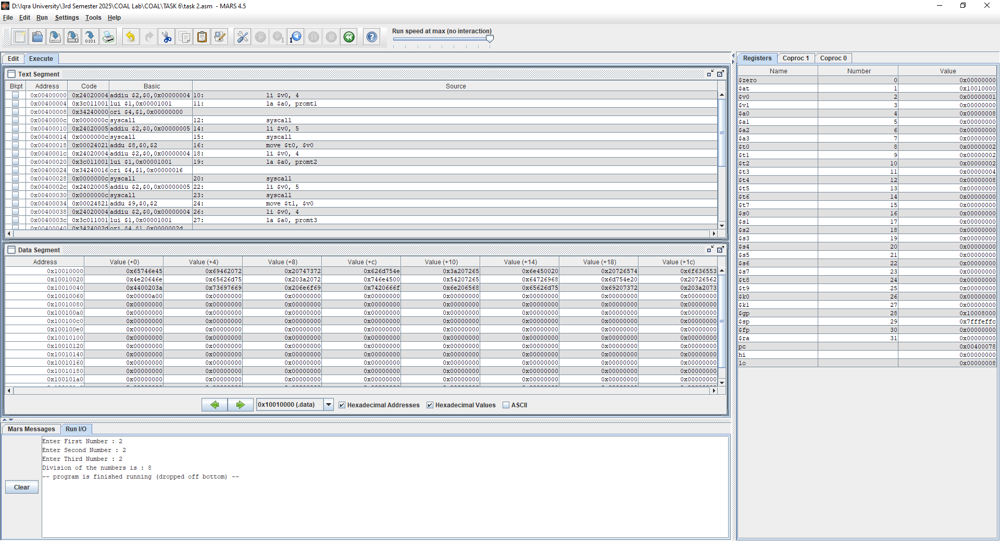 D:\Iqra University\3rd Semester 2025\COAL Lab\COAL\TASK 6\task 2.asm - MARS 4.5
File Edit Run Settings Tools Help
Run speed at max (no interaction)
Edit Execute
Text Segment
Bkpt Address Code Basic Source
0x00400000 0x24020004 addiu $2,$0,0x00000004 10: li $v0, 4
0x00400004 0x3c011001 lui $1,0x00001001 11: la $a0, promt1
0x00400008 0x34240000 ori $4,$1,0x00000000
0x0040000c 0x0000000c syscall 12: syscall
0x00400010 0x24020005 addiu $2,$0,0x00000005 14: li $v0, 5
0x00400014 0x0000000c syscall 15: syscall
0x00400018 0x00024021 addu $8,$0,$2 16: move $t0, $v0
0x0040001c 0x24020004 addiu $2,$0,0x00000004 18: li $v0, 4
0x00400020 0x3c011001 lui $1,0x00001001 19: la $a0, promt2
0x00400024 0x34240016 ori $4,$1,0x00000016
0x00400028 0x0000000c syscall 20: syscall
0x0040002c 0x24020005 addiu $2,$0,0x00000005 22: li $v0, 5
0x00400030 0x0000000c syscall 23: syscall
0x00400034 0x00024821 addu $9,$0,$2 24: move $t1, $v0
0x00400038 0x24020004 addiu $2,$0,0x00000004 26: li $v0, 4
0x0040003c 0x3c011001 lui $1,0x00001001 27: la $a0, promt3
0x00400040 0x3424002d ori $4,$1,0x0000002d
Data Segment
Address Value (+0) Value (+4) Value (+8) Value (+c) Value (+10) Value (+14) Value (+18) Value (+1c)
0x10010000 0x65746e45 0x69462072 0x20747372 0x626d754e 0x3a207265 0x6e450020 0x20726574 0x6f636553
0x10010020 0x4e20646e 0x65626d75 0x203a2072 0x746e4500 0x54207265 0x64726968 0x6d754e20 0x20726562
0x10010040 0x4400203a 0x73697669 0x206e6f69 0x7420666f 0x6e206568 0x65626d75 0x69207372 0x203a2073
0x10010060 0x00000a00 0x00000000 0x00000000 0x00000000 0x00000000 0x00000000 0x00000000 0x00000000
0x10010080 0x00000000 0x00000000 0x00000000 0x00000000 0x00000000 0x00000000 0x00000000 0x00000000
0x100100a0 0x00000000 0x00000000 0x00000000 0x00000000 0x00000000 0x00000000 0x00000000 0x00000000
0x100100c0 0x00000000 0x00000000 0x00000000 0x00000000 0x00000000 0x00000000 0x00000000 0x00000000
0x100100e0 0x00000000 0x00000000 0x00000000 0x00000000 0x00000000 0x00000000 0x00000000 0x00000000
0x10010100 0x00000000 0x00000000 0x00000000 0x00000000 0x00000000 0x00000000 0x00000000 0x00000000
0x10010120 0x00000000 0x00000000 0x00000000 0x00000000 0x00000000 0x00000000 0x00000000 0x00000000
0x10010140 0x00000000 0x00000000 0x00000000 0x00000000 0x00000000 0x00000000 0x00000000 0x00000000
0x10010160 0x00000000 0x00000000 0x00000000 0x00000000 0x00000000 0x00000000 0x00000000 0x00000000
0x10010180 0x00000000 0x00000000 0x00000000 0x00000000 0x00000000 0x00000000 0x00000000 0x00000000
0x100101a0 0x00000000 0x00000000 0x00000000 0x00000000 0x00000000 0x00000000 0x00000000 0x00000000
0x10010000 (.data) Hexadecimal Addresses Hexadecimal Values ASCII
Mars Messages Run I/O
Enter First Number : 2
Enter Second Number : 2
Enter Third Number : 2
Division of the numbers is : 8
-- program is finished running (dropped off bottom) --
Clear
Registers Coproc 1 Coproc 0
Name Number Value
$zero 0 0x00000000
$at 1 0x10010000
$v0 2 0x00000001
$v1 3 0x00000000
$a0 4 0x00000008
$a1 5 0x00000000
$a2 6 0x00000000
$a3 7 0x00000000
$t0 8 0x00000002
$t1 9 0x00000002
$t2 10 0x00000002
$t3 11 0x00000004
$t4 12 0x00000008
$t5 13 0x00000000
$t6 14 0x00000000
$t7 15 0x00000000
$s0 16 0x00000000
$s1 17 0x00000000
$s2 18 0x00000000
$s3 19 0x00000000
$s4 20 0x00000000
$s5 21 0x00000000
$s6 22 0x00000000
$s7 23 0x00000000
$t8 24 0x00000000
$t9 25 0x00000000
$k0 26 0x00000000
$k1 27 0x00000000
$gp 28 0x10008000
$sp 29 0x7fffeffc
$fp 30 0x00000000
$ra 31 0x00000000
pc 0x00400078
hi 0x00000000
lo 0x00000008